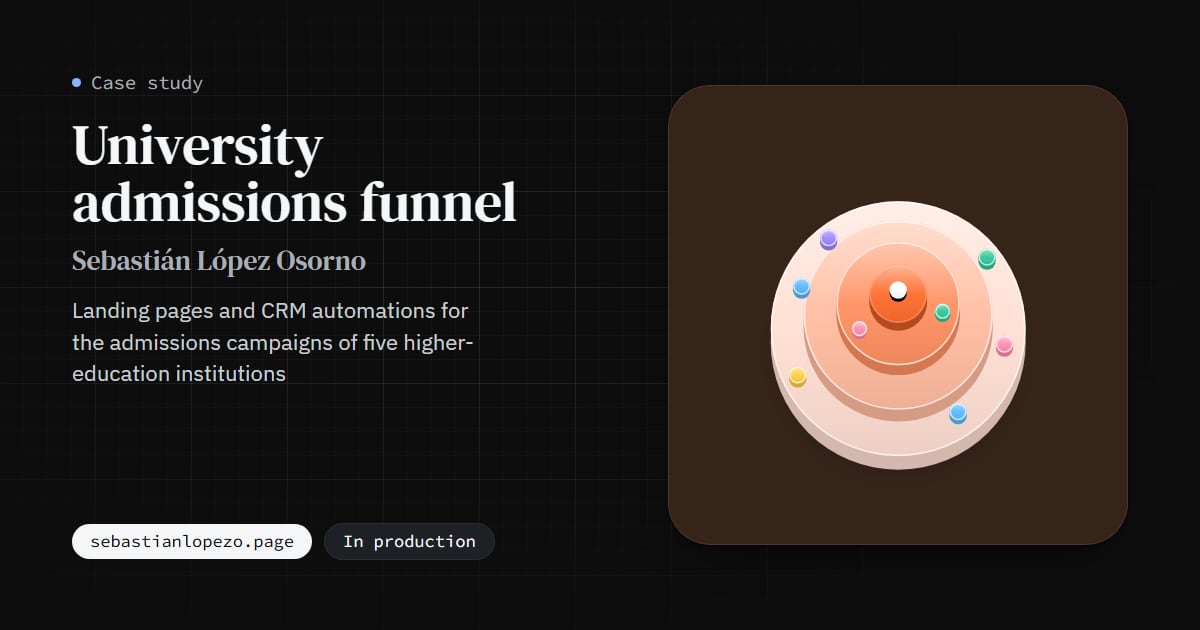 Case study
University
admissions funnel
Sebastián López Osorno
Landing pages and CRM automations for
the admissions campaigns of five higher-
education institutions
sebastianlopezo.page
In production